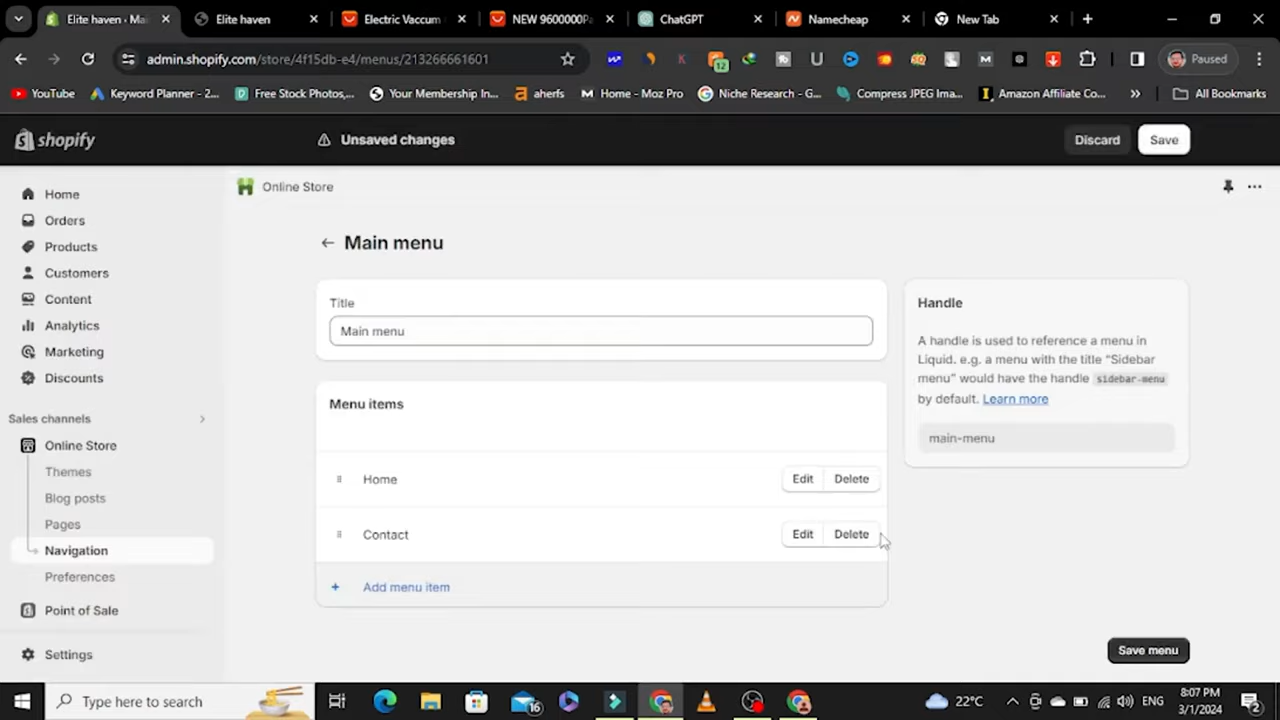 Elite haven - Ma
Elite haven
Electric Vaccum
NEW 9600000Pa
ChatGPT
Namecheap
New Tab
admin.shopify.com/store/4f15db-e4/menus/213266661601
12
Paused
YouTube
Keyword Planner - 2...
Free Stock Photos,...
Your Membership In...
aherfs
Home - Moz Pro
Niche Research - G...
Compress JPEG Ima...
Amazon Affiliate Co...
All Bookmarks
shopify
Unsaved changes
Discard
Save
Home
Orders
Products
Customers
Content
Analytics
Marketing
Discounts
Sales channels
Online Store
Themes
Blog posts
Pages
Navigation
Preferences
Point of Sale
Settings
Online Store
Main menu
Title
Main menu
Menu items
Home
Edit
Delete
Contact
Edit
Delete
+ Add menu item
Handle
A handle is used to reference a menu in
Liquid. e.g. a menu with the title “Sidebar
menu” would have the handle sidebar-menu
by default. Learn more
main-menu
Save menu
Type here to search
16
22°C
ENG
8:07 PM
3/1/2024
2